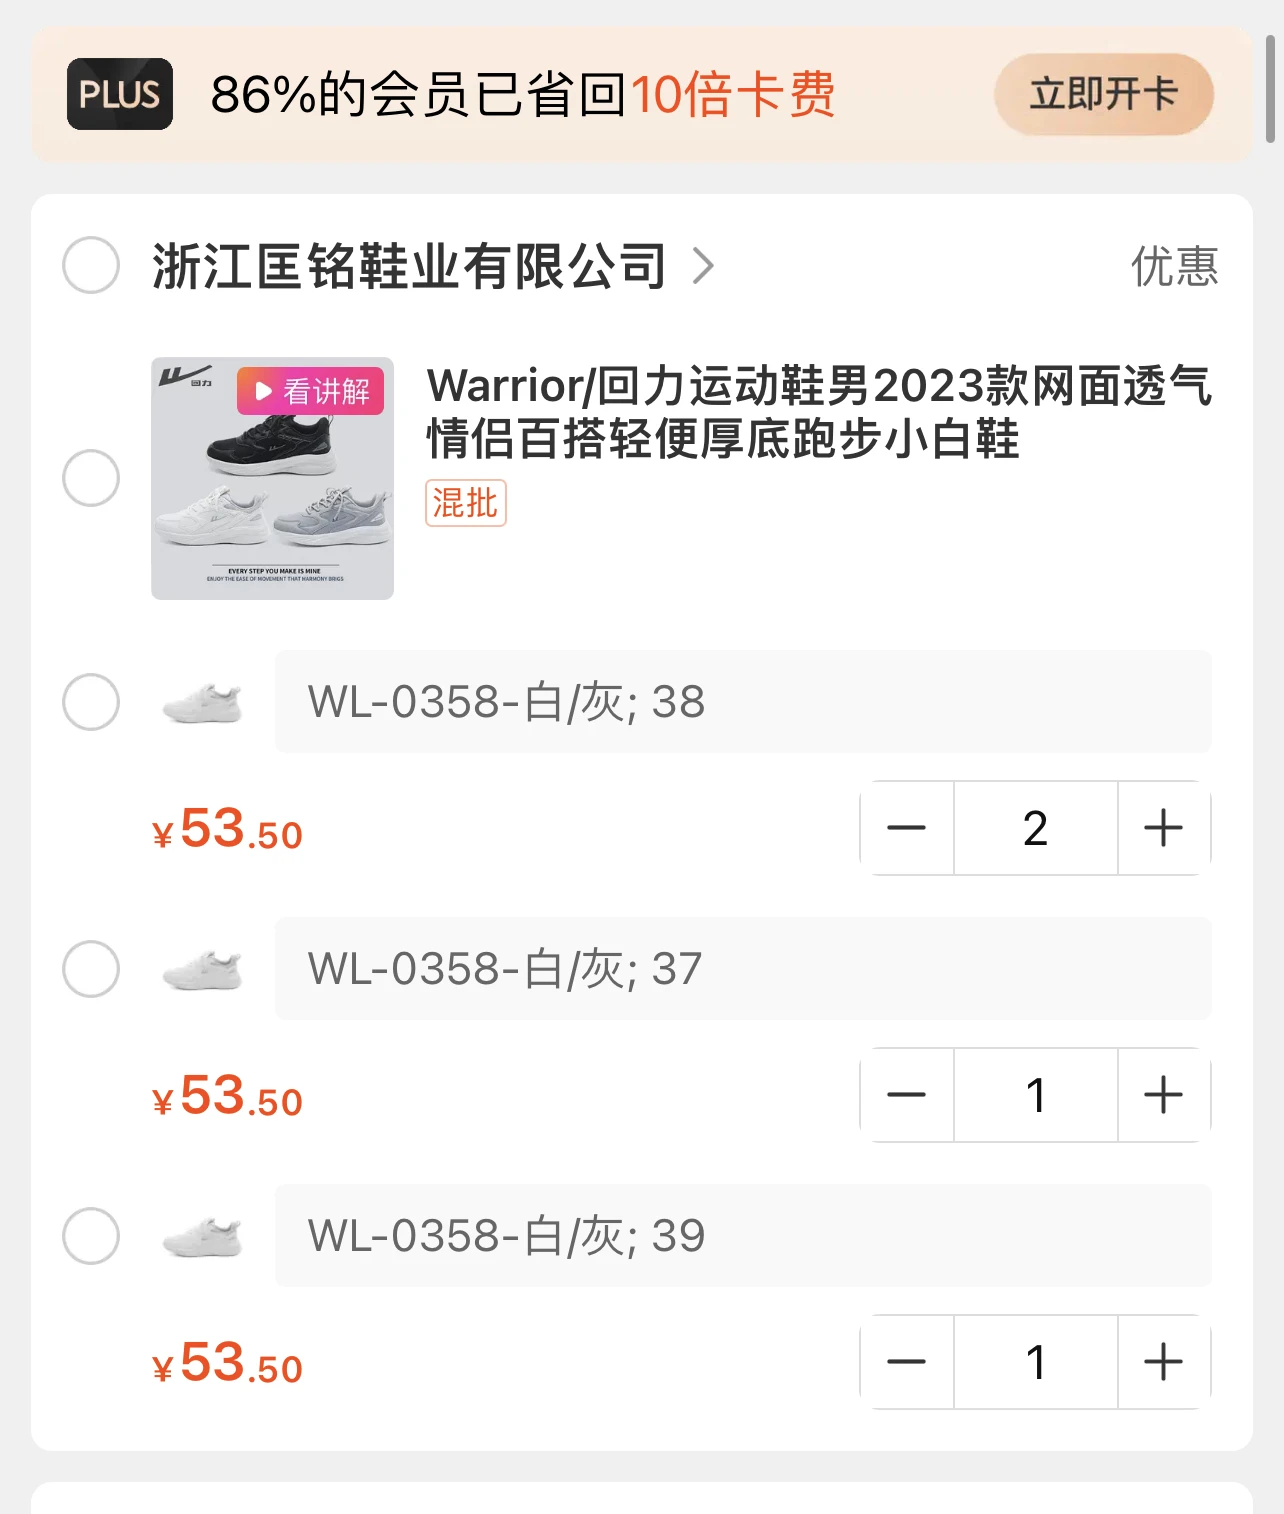 PLUS 86%的会员已省回10倍卡费 立即开卡
浙江匡铭鞋业有限公司 优惠
回力
看讲解
EVERY STEP YOU MAKE IS MINE
ENJOY THE EASE OF MOVEMENT THAT HARMONY BRIGS
Warrior/回力运动鞋男2023款网面透气
情侣百搭轻便厚底跑步小白鞋
混批
WL-0358-白/灰; 38
¥53.50 2
WL-0358-白/灰; 37
¥53.50 1
WL-0358-白/灰; 39
¥53.50 1